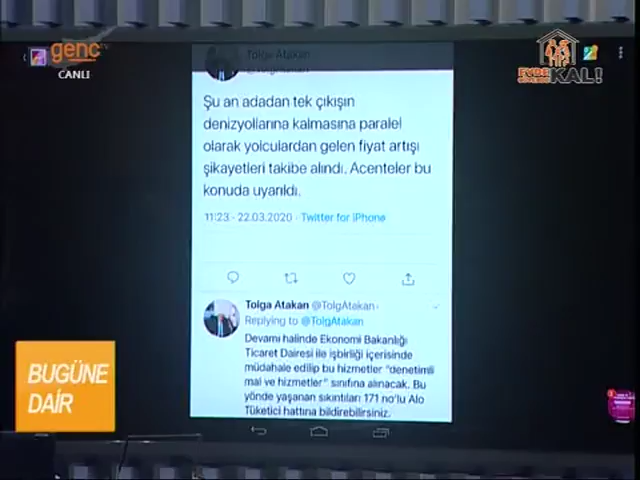 genc
CANLI
EVDE
KAL!
Tolga Atakan
Şu an adadan tek çıkışın
denizyollarına kalmasına paralel
olarak yolculardan gelen fiyat artışı
şikayetleri takibe alındı. Acenteler bu
konuda uyarıldı.
11:23 - 22.03.2020 · Twitter for iPhone
Tolga Atakan @TolgAtakan
Replying to @TolgAtakan
Devamı halinde Ekonomi Bakanlığı
Ticaret Dairesi ile işbirliği içerisinde
müdahale edilip bu hizmetler "denetimli
mal ve hizmetler" sınıfına alınacak. Bu
yönde yaşanan sıkıntıları 171 no'lu Alo
Tüketici hattına bildirebilirsiniz.
BUGÜNE
DAİR